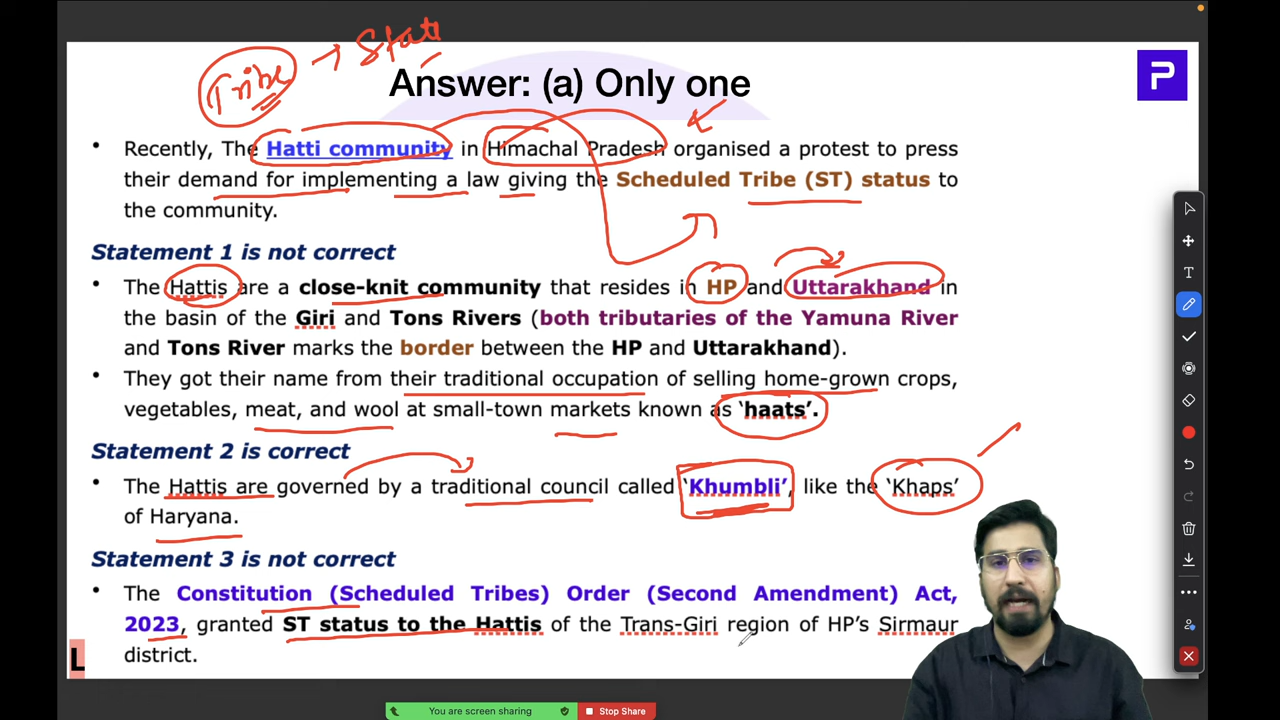 Tribe → State
Answer: (a) Only one
P
• Recently, The Hatti community in Himachal Pradesh organised a protest to press
their demand for implementing a law giving the Scheduled Tribe (ST) status to
the community.
Statement 1 is not correct
• The Hattis are a close-knit community that resides in HP and Uttarakhand in
the basin of the Giri and Tons Rivers (both tributaries of the Yamuna River
and Tons River marks the border between the HP and Uttarakhand).
• They got their name from their traditional occupation of selling home-grown crops,
vegetables, meat, and wool at small-town markets known as ‘haats’.
Statement 2 is correct
• The Hattis are governed by a traditional council called ‘Khumbli’, like the ‘Khaps’
of Haryana.
Statement 3 is not correct
• The Constitution (Scheduled Tribes) Order (Second Amendment) Act,
2023, granted ST status to the Hattis of the Trans-Giri region of HP’s Sirmaur
district.
L
T
You are screen sharing
Stop Share